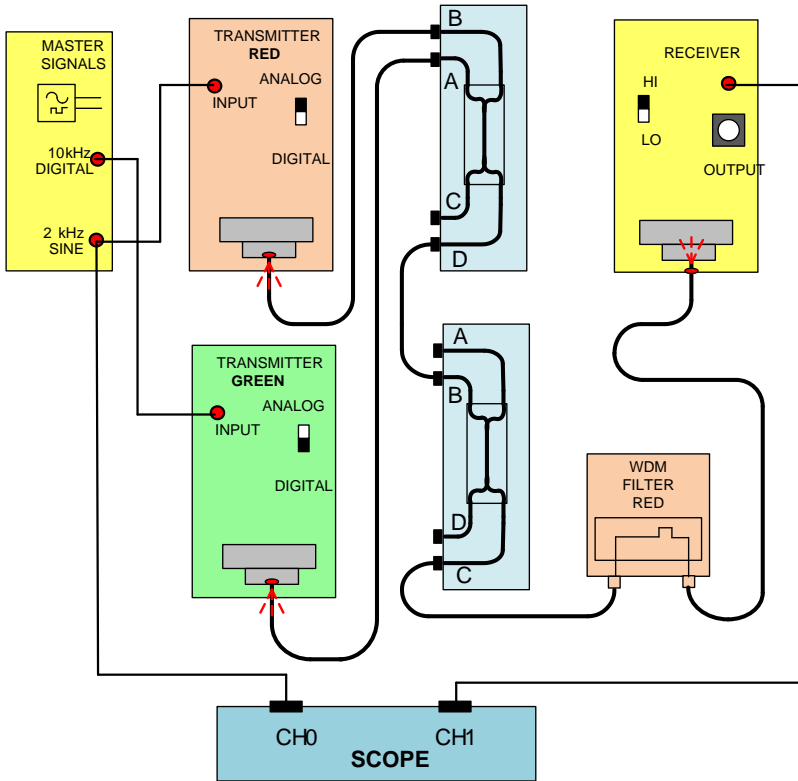 MASTER
SIGNALS
10kHz
DIGITAL
2 kHz
SINE
TRANSMITTER
RED
ANALOG
INPUT
DIGITAL
TRANSMITTER
GREEN
ANALOG
INPUT
DIGITAL
B
A
C
D
A
B
D
C
RECEIVER
HI
LO
OUTPUT
WDM
FILTER
RED
CH0
CH1
SCOPE